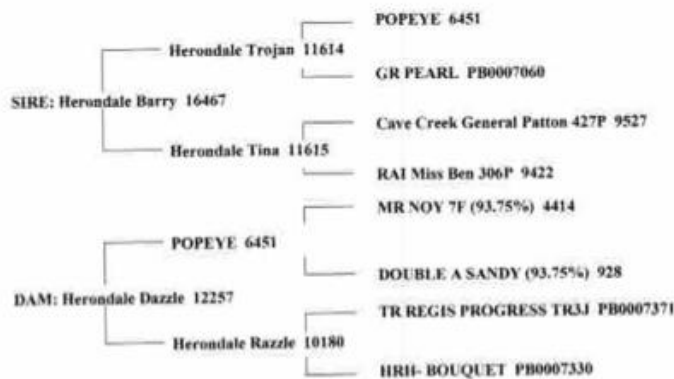 POPEYE 6451
Herondale Trojan 11614
GR PEARL PB0007060
SIRE: Herondale Barry 16467
Cave Creek General Patton 427P 9527
Herondale Tina 11615
RAI Miss Ben 306P 9422
MR NOY 7F (93.75%) 4414
POPEYE 6451
DOUBLE A SANDY (93.75%) 928
DAM: Herondale Dazzle 12257
TR REGIS PROGRESS TR3J PB0007371
Herondale Razzle 10180
HRH- BOUQUET PB0007330